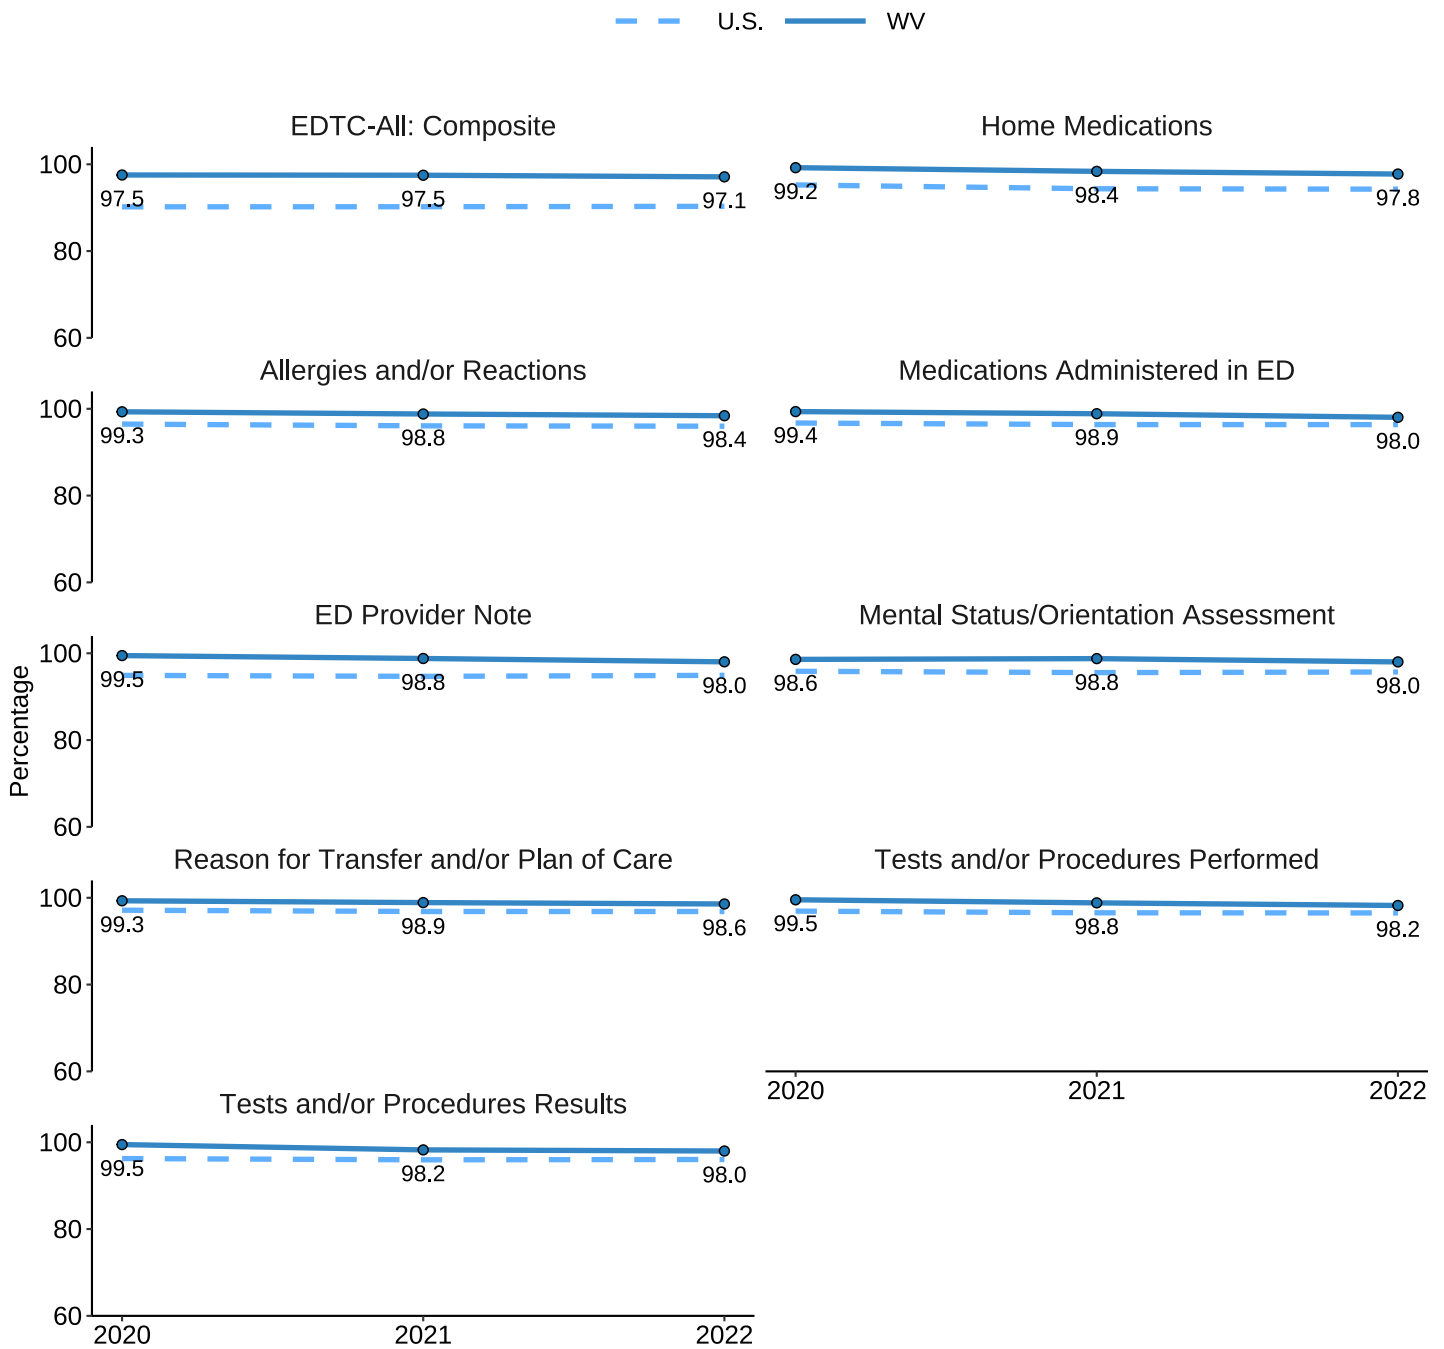 U.S. WV
EDTC-All: Composite
Home Medications
100
80
60
97.5 97.5 97.1
99.2 98.4 97.8
Allergies and/or Reactions
Medications Administered in ED
100
80
60
99.3 98.8 98.4
99.4 98.9 98.0
ED Provider Note
Mental Status/Orientation Assessment
100
80
60
99.5 98.8 98.0
98.6 98.8 98.0
Percentage
Reason for Transfer and/or Plan of Care
Tests and/or Procedures Performed
100
80
60
99.3 98.9 98.6
99.5 98.8 98.2
2020 2021 2022
Tests and/or Procedures Results
100
80
60
99.5 98.2 98.0
2020 2021 2022